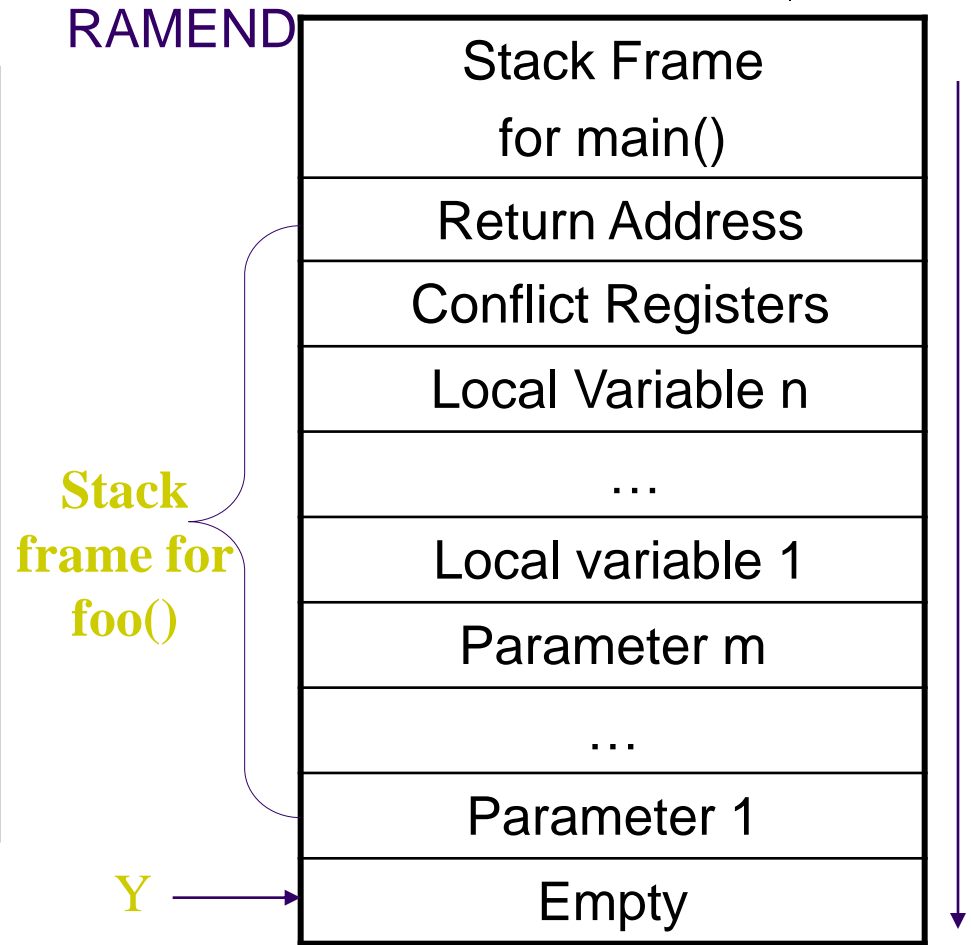 RAMEND
Stack Frame
for main()
Return Address
Conflict Registers
Local Variable n
…
Local variable 1
Parameter m
…
Parameter 1
Empty
Stack
frame for
foo()
Y